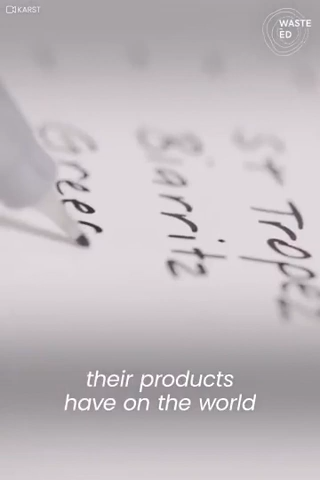 KARST
WASTE
ED
St Tropez
Biarritz
their products
have on the world